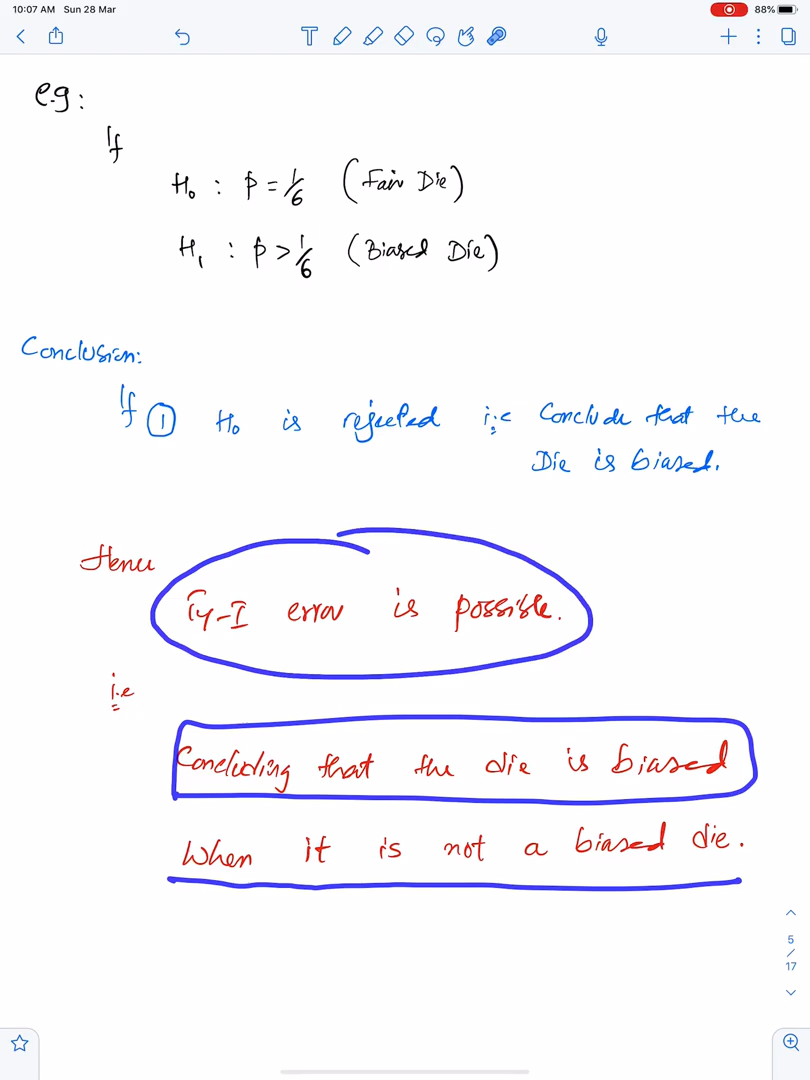 10:07 AM Sun 28 Mar
88%
e.g:
If
H₀ : p = 1/6 (Fair Die)
H₁ : p > 1/6 (Biased Die)
Conclusion:
If ① H₀ is rejected i.e Conclude that the
Die is biased.
Hence
Ty-I error is possible.
i.e
Concluding that the die is biased
When it is not a biased die.
5
/
17